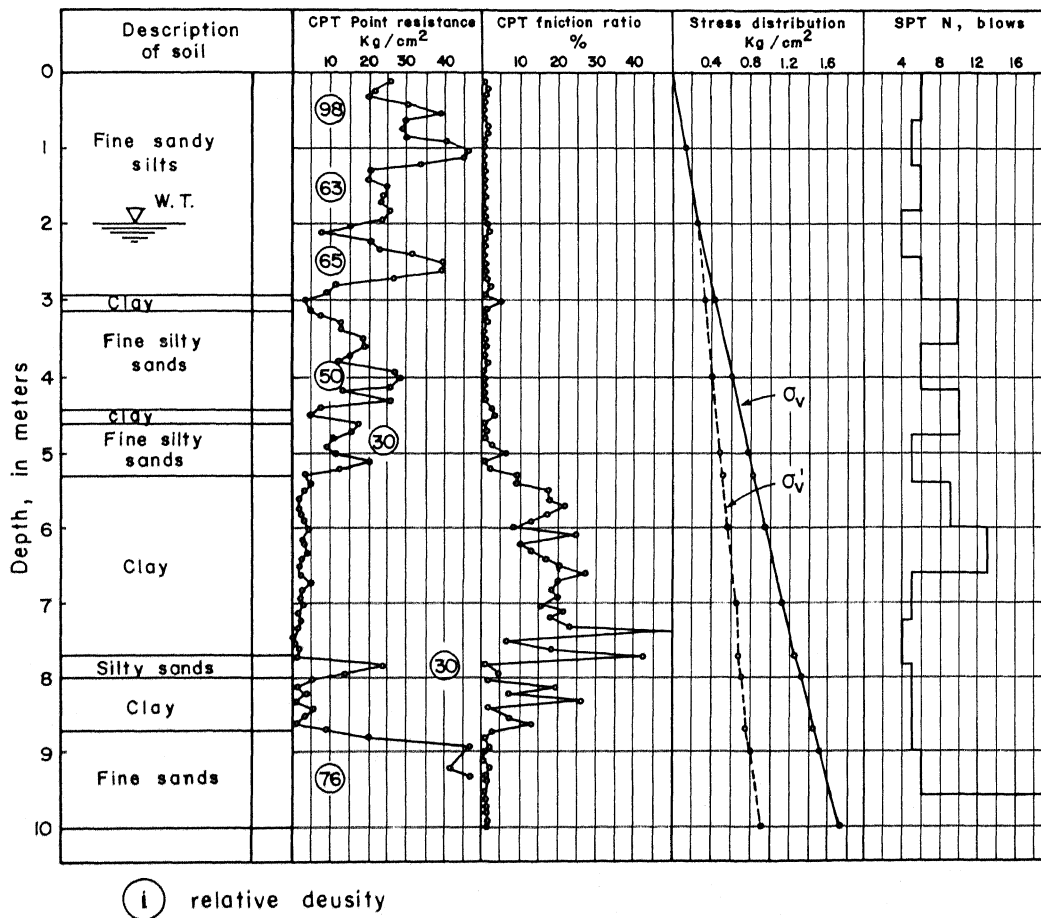 Description
of soil
CPT Point resistance
Kg/cm²
CPT friction ratio
%
Stress distribution
Kg/cm²
SPT N, blows
10 20 30 40
10 20 30 40
0.4 0.8 1.2 1.6
4 8 12 16
Depth, in meters
0
1
2
3
4
5
6
7
8
9
10
Fine sandy
silts
W.T.
Clay
Fine silty
sands
clay
Fine silty
sands
Clay
Silty sands
Clay
Fine sands
98
63
65
50
30
30
76
σv
σv'
i relative deusity